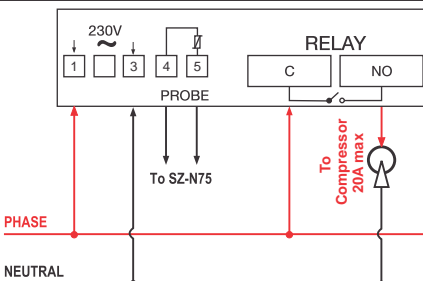 230V
~
1
3
4
5
PROBE
RELAY
C
NO
To SZ-N75
To
Compressor
20A max
PHASE
NEUTRAL